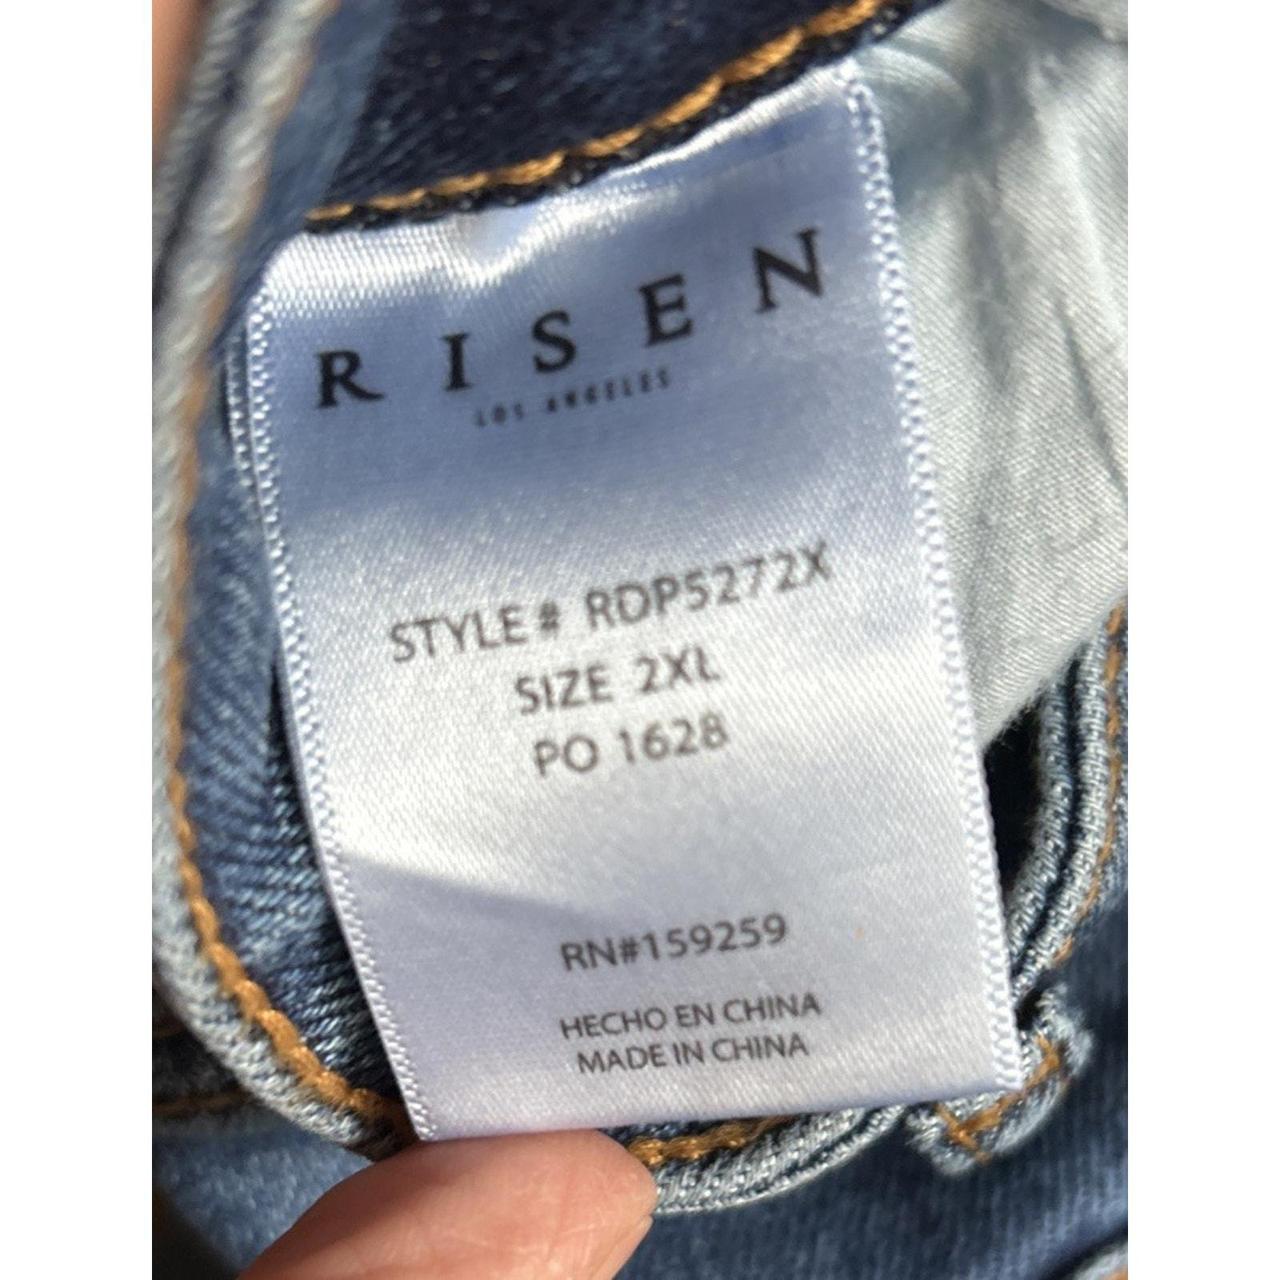 RISEN
LOS ANGELES
STYLE# RDP5272X
SIZE 2XL
PO 1628
RN#159259
HECHO EN CHINA
MADE IN CHINA